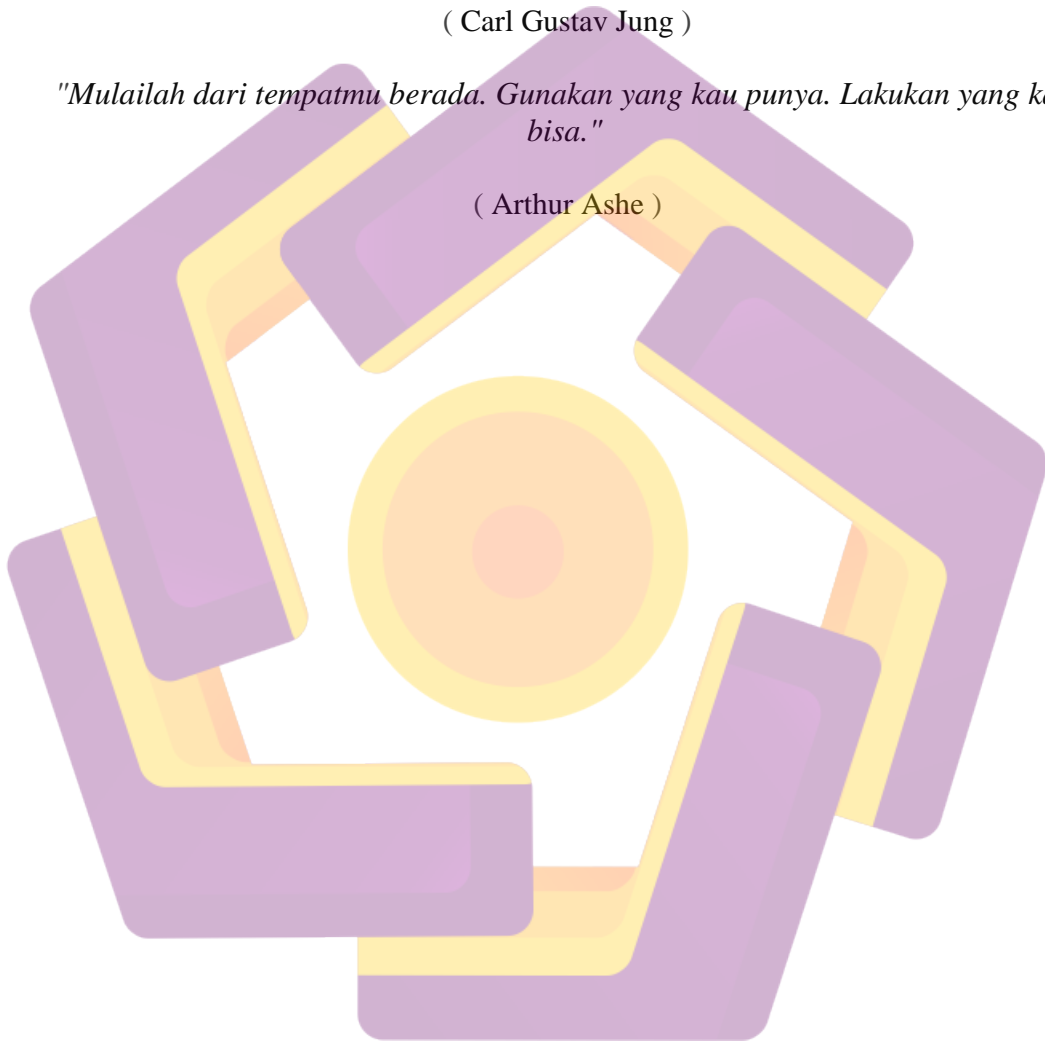 ( Carl Gustav Jung )
"Mulailah dari tempatmu berada. Gunakan yang kau punya. Lakukan yang
bisa."
( Arthur Ashe )